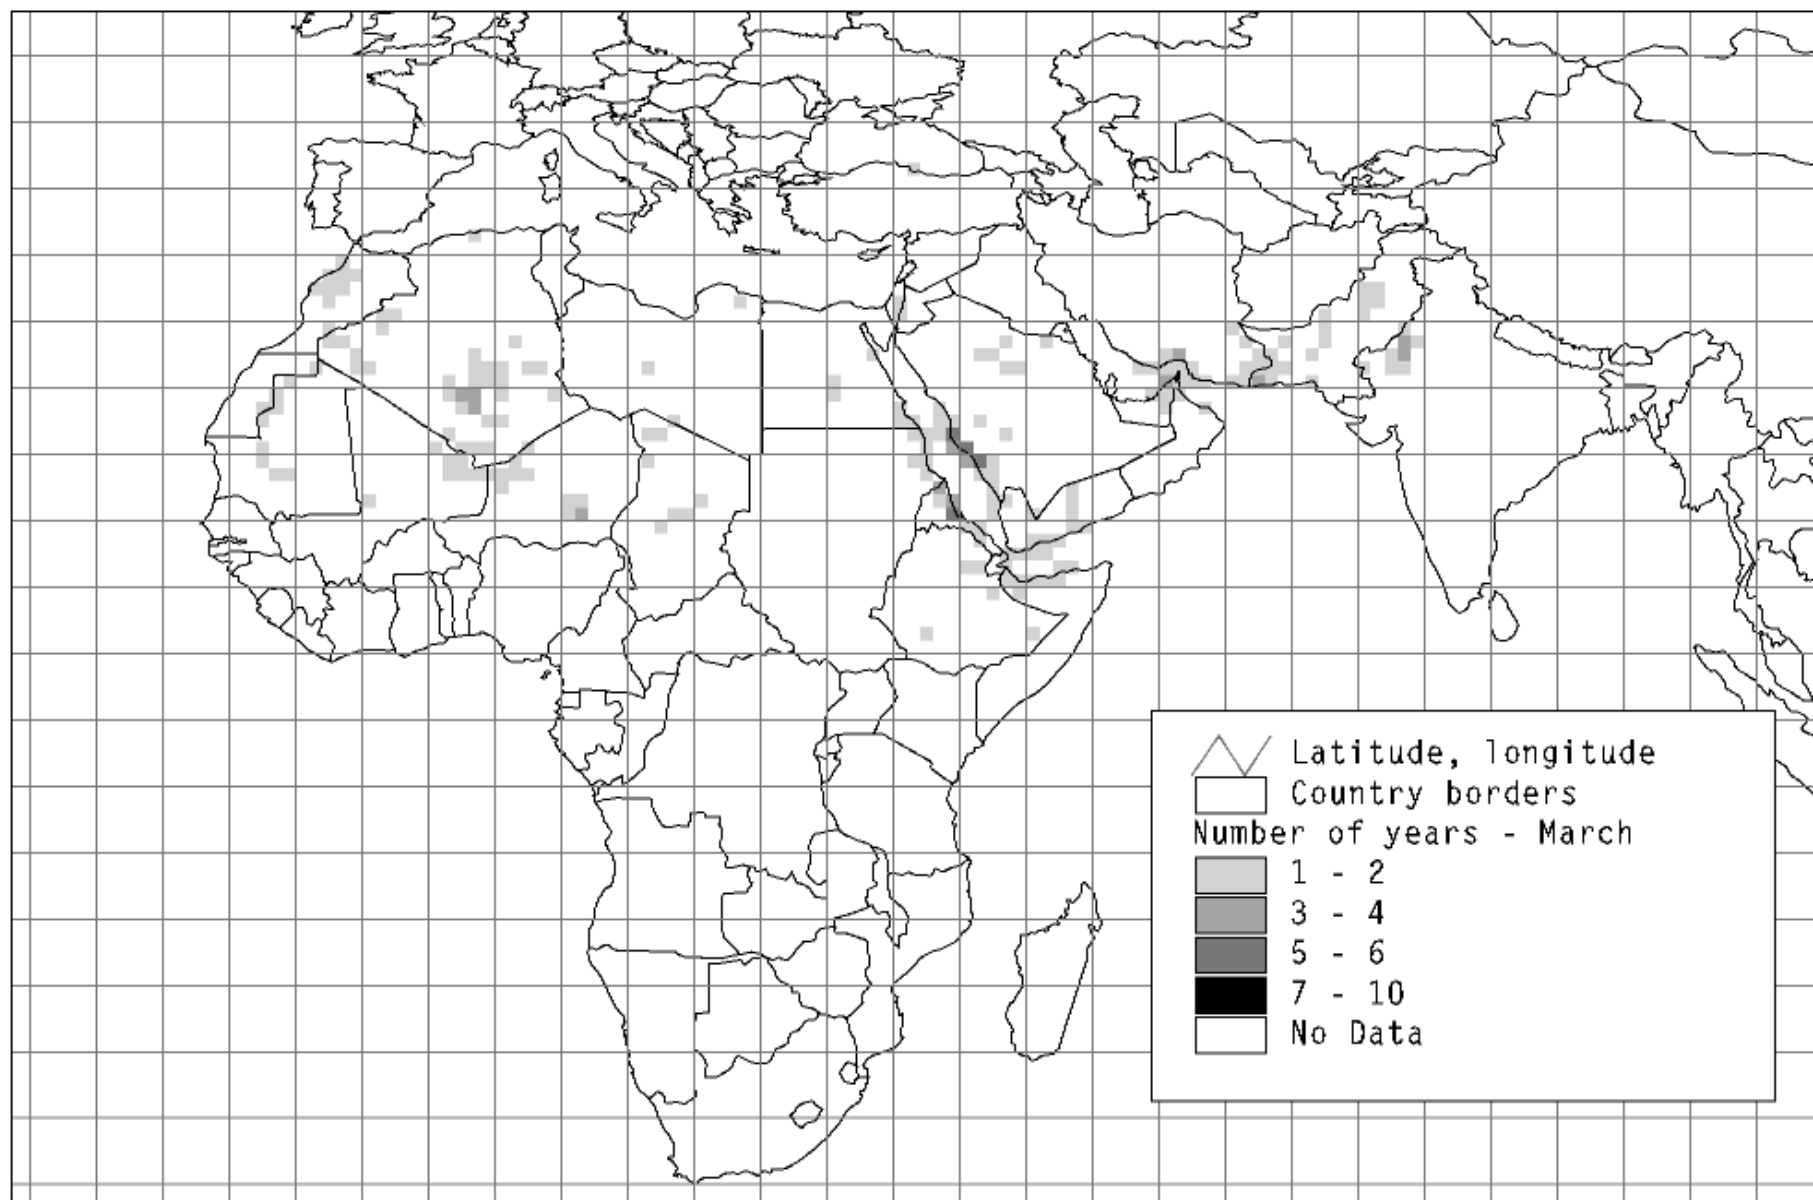 Latitude, longitude
Country borders
Number of years - March
1 - 2
3 - 4
5 - 6
7 - 10
No Data